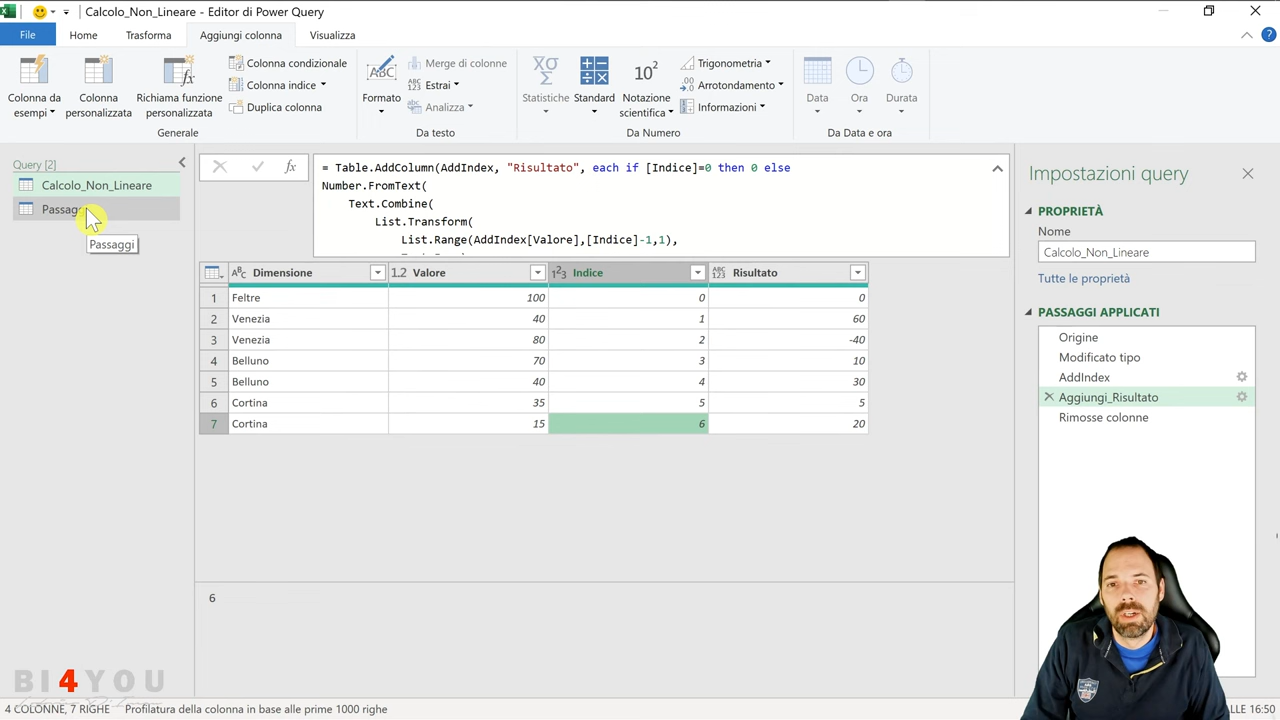 Calcolo_Non_Lineare - Editor di Power Query
File Home Trasforma Aggiungi colonna Visualizza
Colonna da esempi
Colonna personalizzata
Richiama funzione personalizzata
Colonna condizionale
Colonna indice
Duplica colonna
Generale
Formato
Merge di colonne
Estrai
Analizza
Da testo
Statistiche
Standard
Notazione scientifica
Trigonometria
Arrotondamento
Informazioni
Da Numero
Data
Ora
Durata
Da Data e ora
Query [2]
Calcolo_Non_Lineare
Passaggi
= Table.AddColumn(AddIndex, "Risultato", each if [Indice]=0 then 0 else
Number.FromText(
Text.Combine(
List.Transform(
List.Range(AddIndex[Valore],[Indice]-1,1),
Dimensione Valore Indice Risultato
1 Feltre 100 0 0
2 Venezia 40 1 60
3 Venezia 80 2 -40
4 Belluno 70 3 10
5 Belluno 40 4 30
6 Cortina 35 5 5
7 Cortina 15 6 20
6
Impostazioni query
PROPRIETÀ
Nome
Calcolo_Non_Lineare
Tutte le proprietà
PASSAGGI APPLICATI
Origine
Modificato tipo
AddIndex
Aggiungi_Risultato
Rimosse colonne
BI4YOU
4 COLONNE, 7 RIGHE Profilatura della colonna in base alle prime 1000 righe
ALLE 16:50